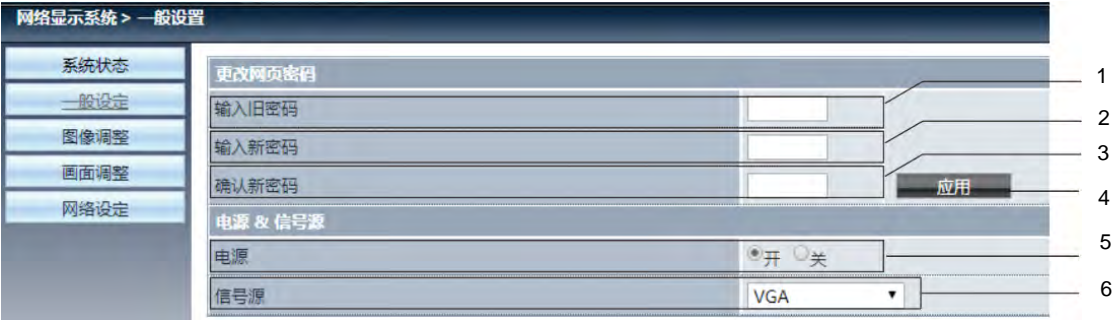 网络显示系统 > 一般设置
系统状态
一般设定
图像调整
画面调整
网络设定
更改网页密码
输入旧密码
1
输入新密码
2
确认新密码
3
应用
4
电源 & 信号源
电源
开 关
5
信号源
VGA
6